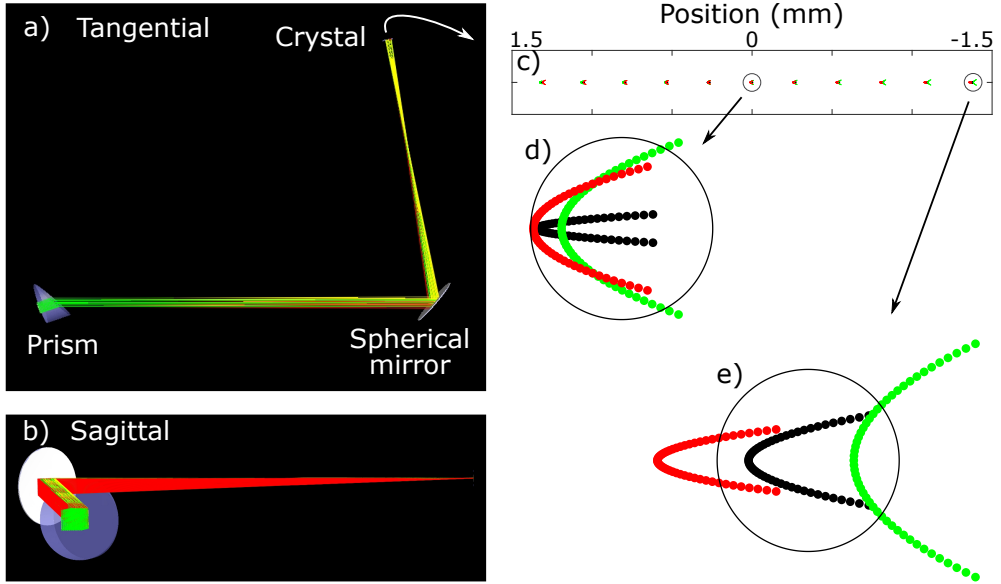 a) Tangential
Crystal
Prism
Spherical
mirror
b) Sagittal
Position (mm)
1.5 0 -1.5
c)
d)
e)